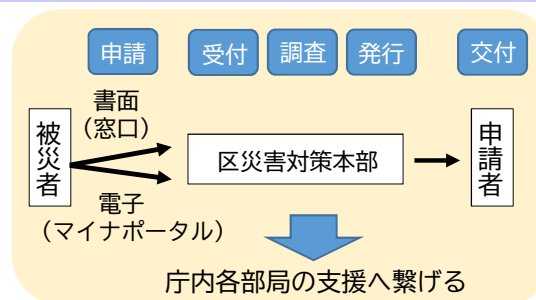 申請
受付
調査
発行
交付
書面
（窓口）
被災者
区災害対策本部
申請者
電子
（マイナポータル）
庁内各部局の支援へ繋げる